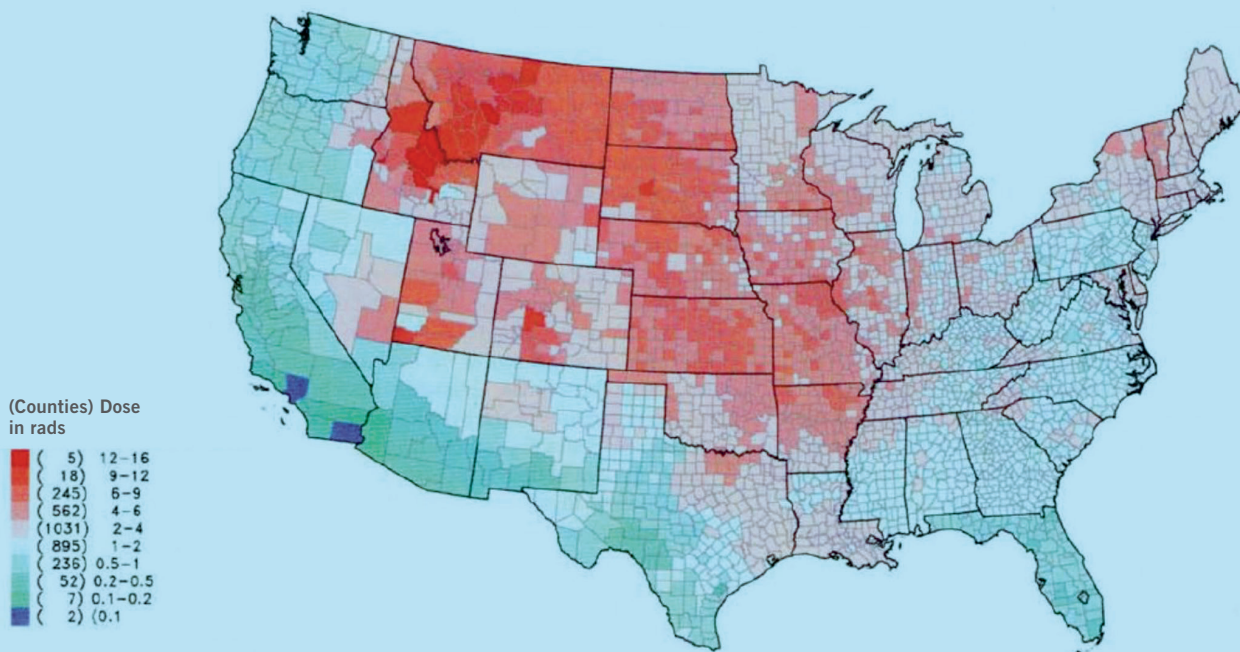 (Counties) Dose
in rads
( 5) 12-16
( 18) 9-12
( 245) 6-9
( 562) 4-6
(1031) 2-4
( 895) 1-2
( 236) 0.5-1
( 52) 0.2-0.5
( 7) 0.1-0.2
( 2) (0.1